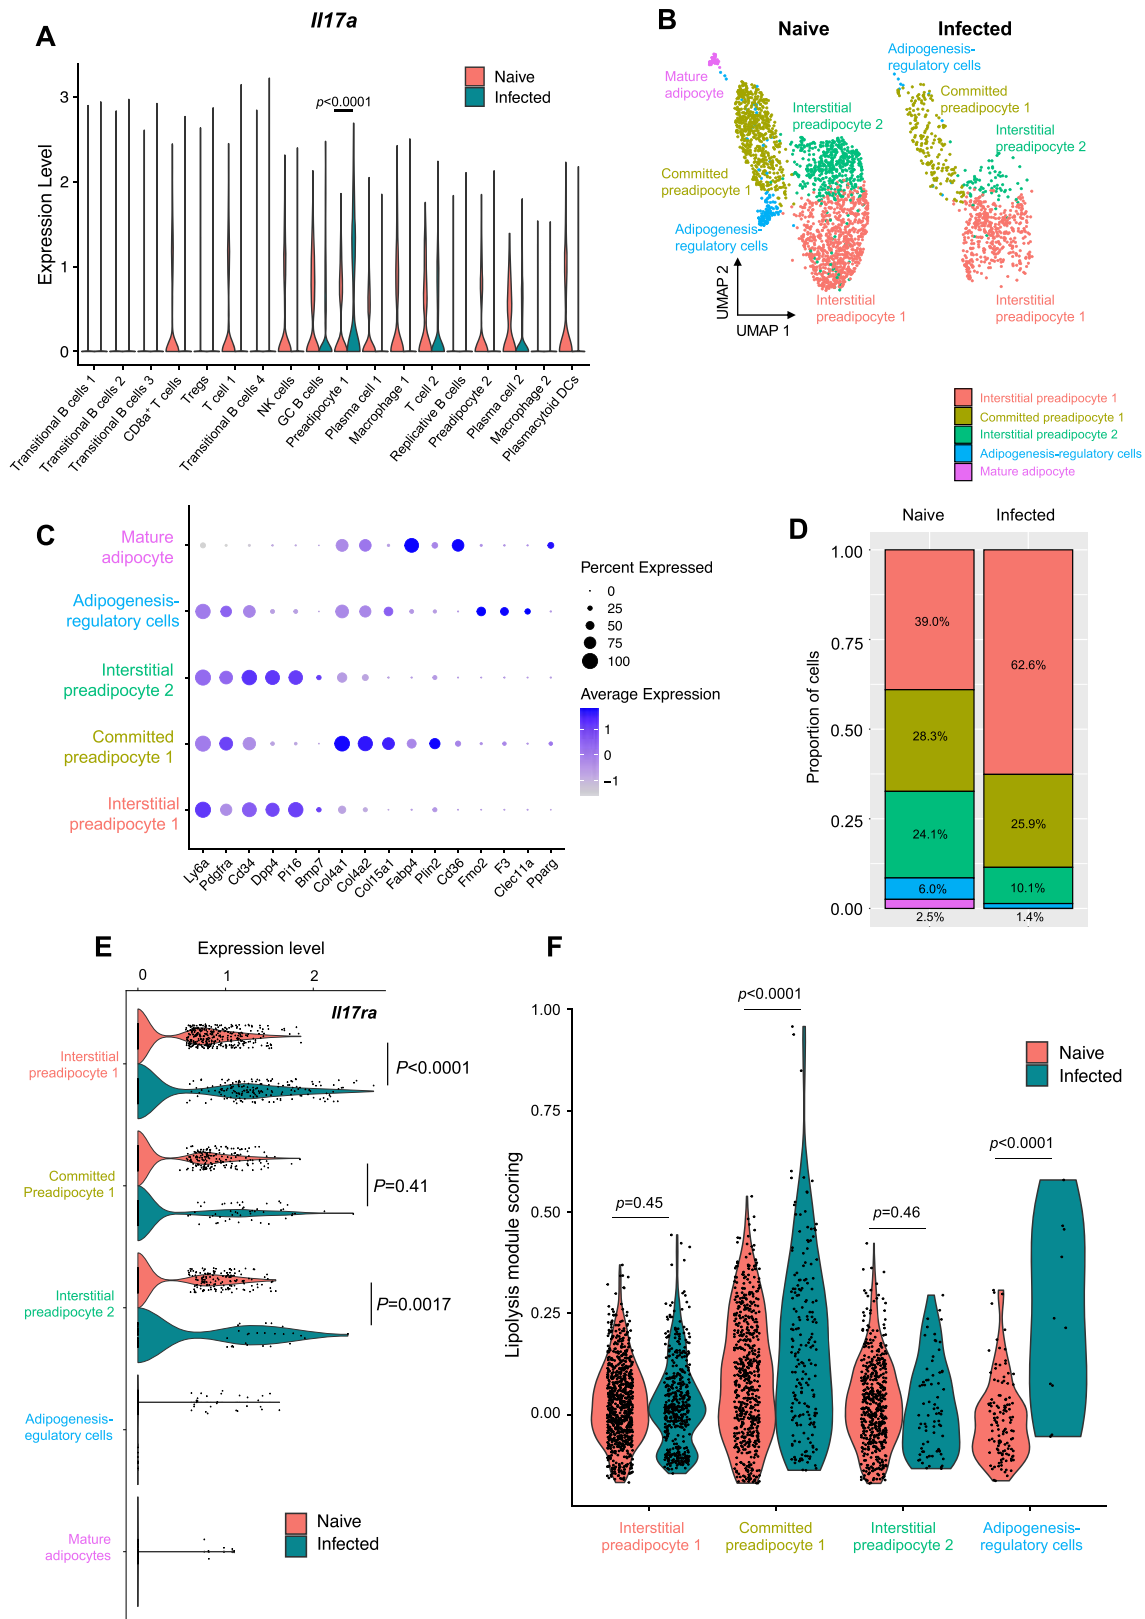 A
Il17a
Expression Level
3
2
1
0
Naive
Infected
p<0.0001
Transitional B cells 1
Transitional B cells 2
Transitional B cells 3
CD8a⁺ T cells
Tregs
T cell 1
Transitional B cells 4
NK cells
GC B cells
Preadipocyte 1
Plasma cell 1
Macrophage 1
T cell 2
Replicative B cells
Preadipocyte 2
Plasma cell 2
Macrophage 2
Plasmacytoid DCs
B
Naive
Infected
Mature
adipocyte
Interstitial
preadipocyte 2
Committed
preadipocyte 1
Adipogenesis-
regulatory cells
Interstitial
preadipocyte 1
UMAP 2
UMAP 1
Adipogenesis-
regulatory cells
Committed
preadipocyte 1
Interstitial
preadipocyte 2
Interstitial
preadipocyte 1
Interstitial preadipocyte 1
Committed preadipocyte 1
Interstitial preadipocyte 2
Adipogenesis-regulatory cells
Mature adipocyte
C
Mature
adipocyte
Adipogenesis-
regulatory cells
Interstitial
preadipocyte 2
Committed
preadipocyte 1
Interstitial
preadipocyte 1
Ly6a
Pdgfra
Cd34
Dpp4
Pi16
Bmp7
Col4a1
Col4a2
Col15a1
Fabp4
Plin2
Cd36
Fmo2
F3
Clec11a
Pparg
Percent Expressed
0
25
50
75
100
Average Expression
1
0
−1
D
Naive
Infected
Proportion of cells
1.00
0.75
0.50
0.25
0.00
39.0%
28.3%
24.1%
6.0%
2.5%
62.6%
25.9%
10.1%
1.4%
E
Expression level
0
1
2
Il17ra
Interstitial
preadipocyte 1
P<0.0001
Committed
Preadipocyte 1
P=0.41
Interstitial
preadipocyte 2
P=0.0017
Adipogenesis-
egulatory cells
Mature
adipocytes
Naive
Infected
F
Lipolysis module scoring
1.00
0.75
0.50
0.25
0.00
p=0.45
p<0.0001
p=0.46
p<0.0001
Naive
Infected
Interstitial
preadipocyte 1
Committed
preadipocyte 1
Interstitial
preadipocyte 2
Adipogenesis-
regulatory cells